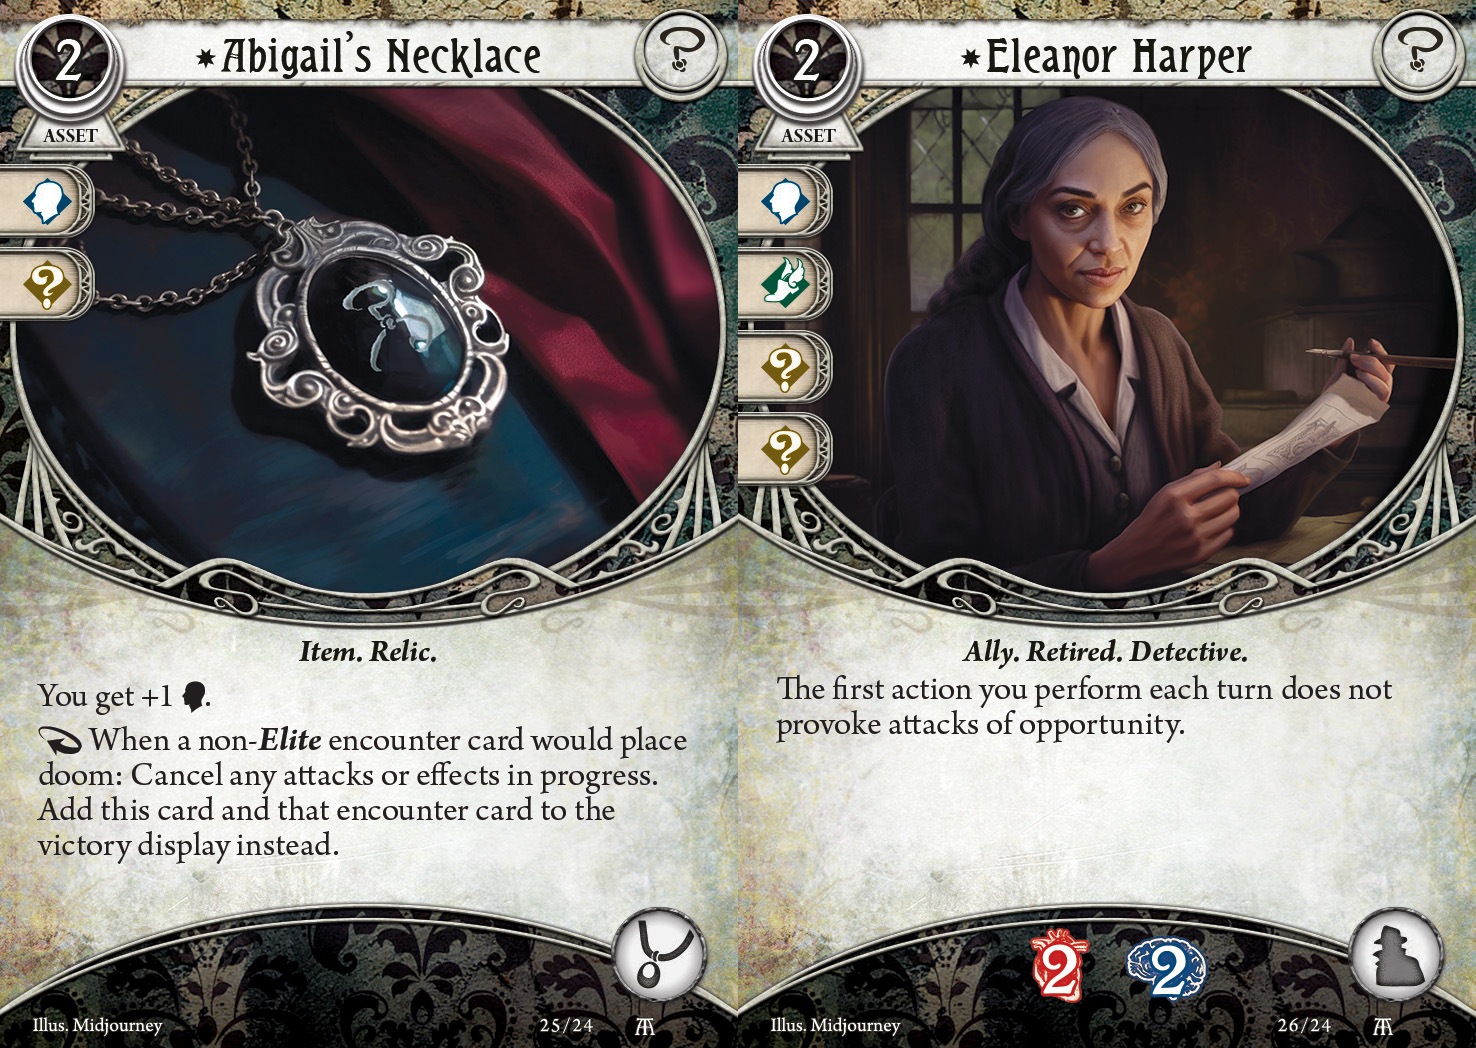 2
Abigail's Necklace
ASSET
Item. Relic.
You get +1 .
When a non-Elite encounter card would place
doom: Cancel any attacks or effects in progress.
Add this card and that encounter card to the
victory display instead.
Illus. Midjourney
25/24
2
Eleanor Harper
ASSET
Ally. Retired. Detective.
The first action you perform each turn does not
provoke attacks of opportunity.
2
2
Illus. Midjourney
26/24